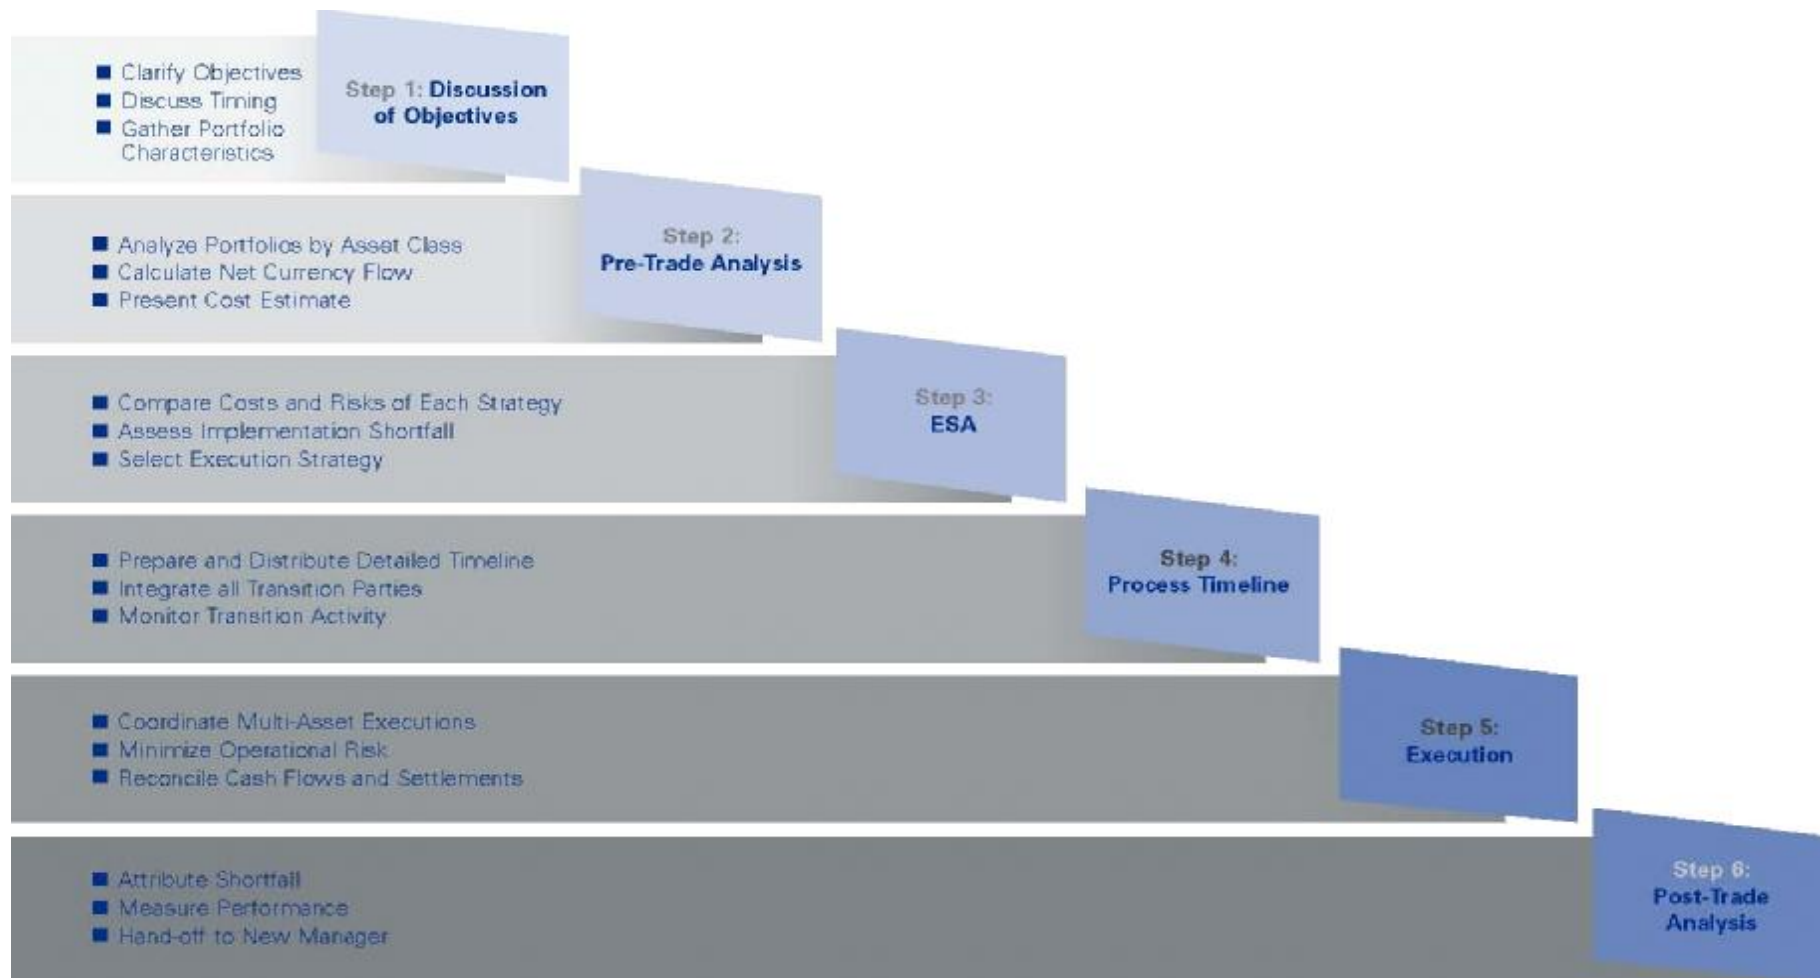 Clarify Objectives
Discuss Timing
Gather Portfolio
Characteristics
Step 1: Discussion
of Objectives
Analyze Portfolios by Asset Class
Calculate Net Currency Flow
Present Cost Estimate
Step 2:
Pre-Trade Analysis
Compare Costs and Risks of Each Strategy
Assess Implementation Shortfall
Select Execution Strategy
Step 3:
ESA
Prepare and Distribute Detailed Timeline
Integrate all Transition Parties
Monitor Transition Activity
Step 4:
Process Timeline
Coordinate Multi-Asset Executions
Minimize Operational Risk
Reconcile Cash Flows and Settlements
Step 5:
Execution
Attribute Shortfall
Measure Performance
Hand-off to New Manager
Step 6:
Post-Trade
Analysis